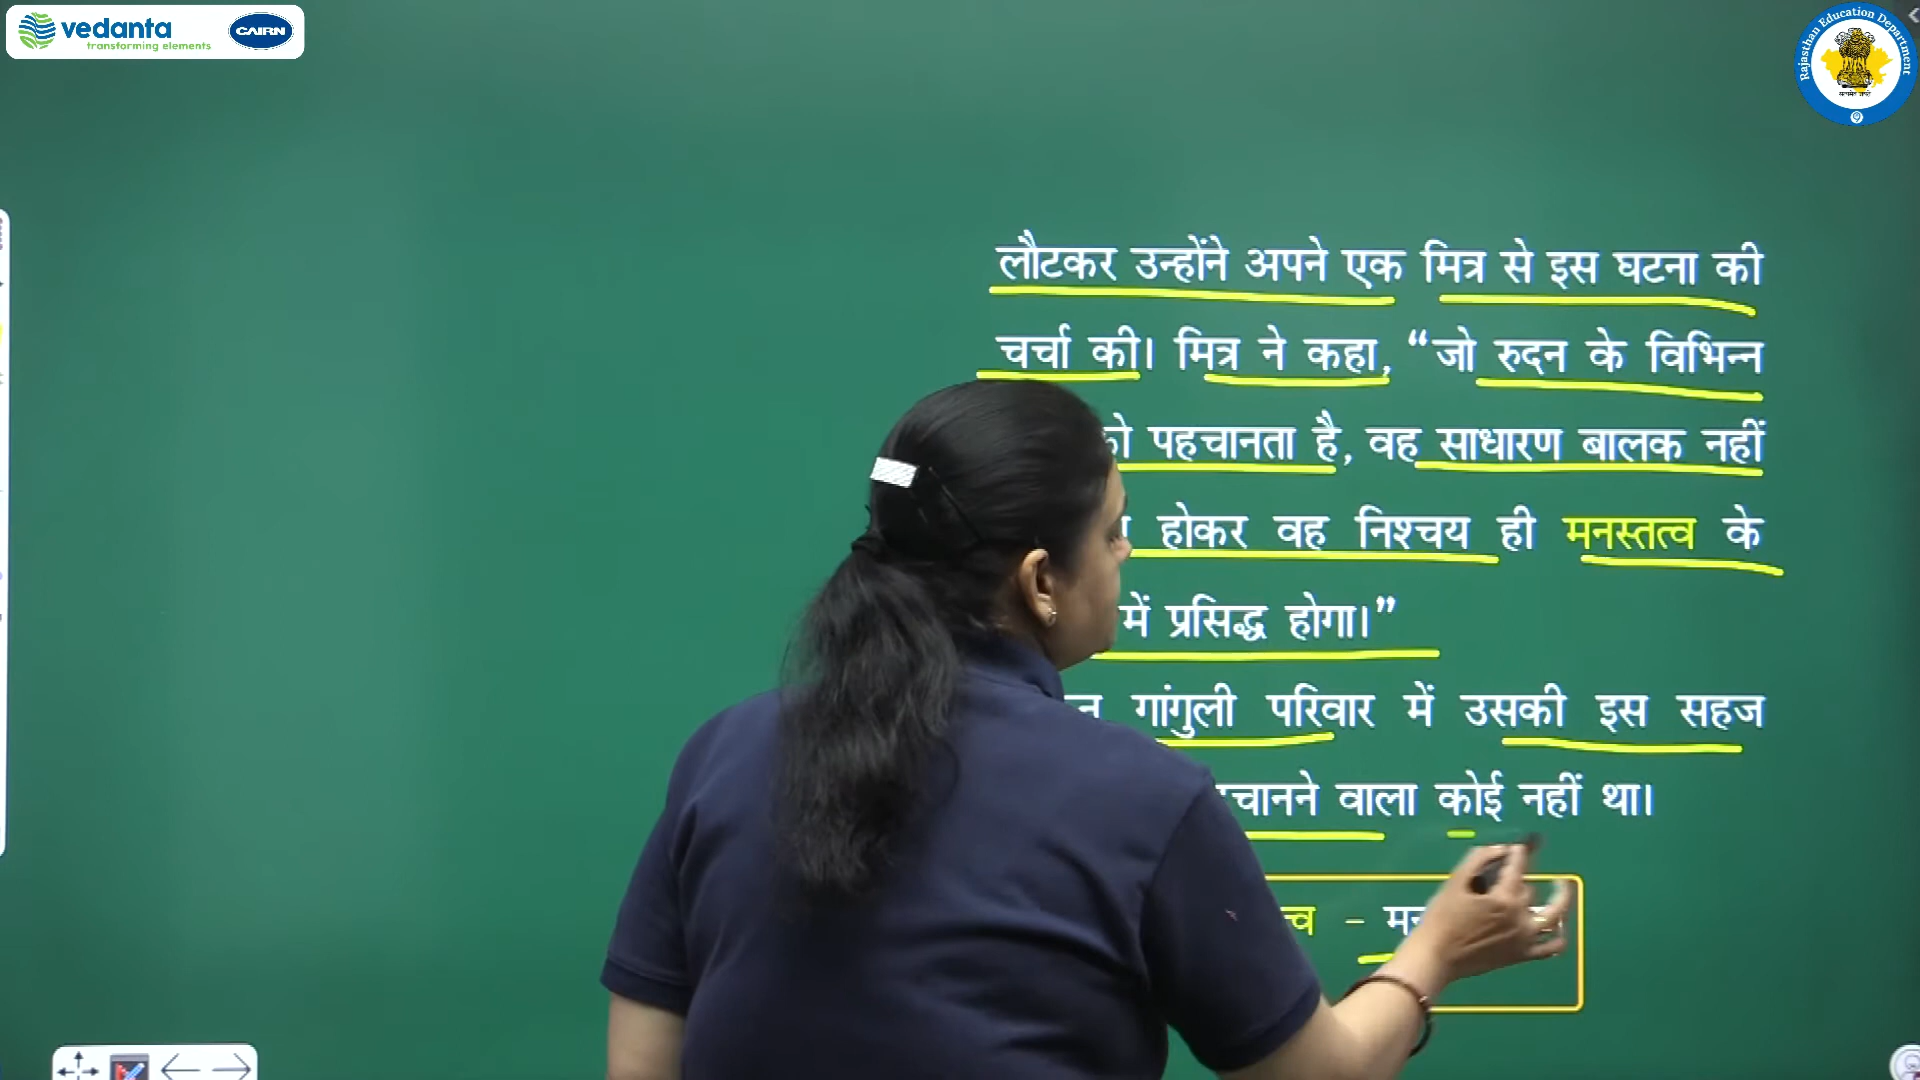 vedanta
transforming elements
CAIRN
Rajasthan Education Department
लौटकर उन्होंने अपने एक मित्र से इस घटना की
चर्चा की। मित्र ने कहा, “जो रुदन के विभिन्न
पहचानता है, वह साधारण बालक नहीं
होकर वह निश्चय ही मनस्तत्व के
में प्रसिद्ध होगा।”
गांगुली परिवार में उसकी इस सहज
वाला कोई नहीं था।
–